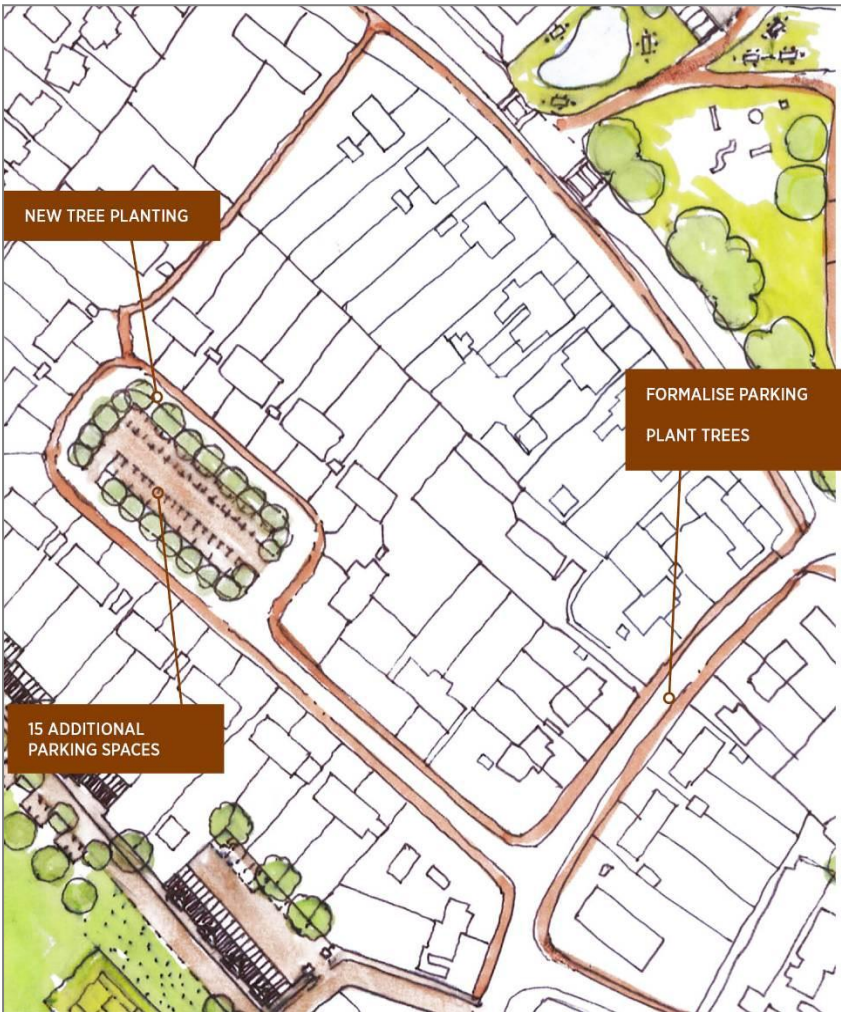 NEW TREE PLANTING
FORMALISE PARKING
PLANT TREES
15 ADDITIONAL
PARKING SPACES